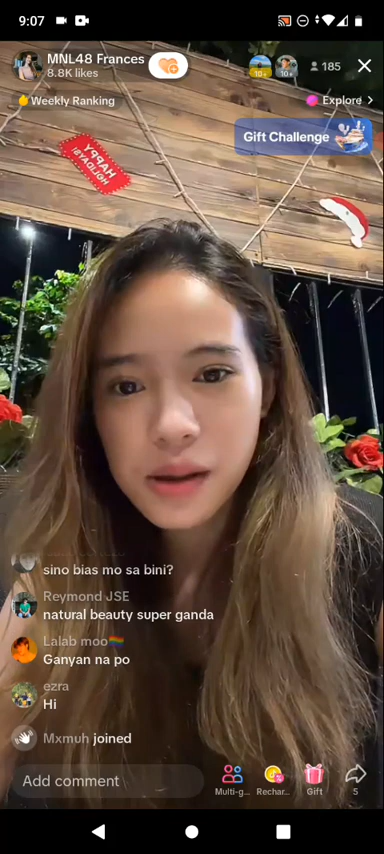 9:07
MNL48 Frances
8.8K likes
10+
10+
185
Weekly Ranking
Explore >
Gift Challenge
HAPPY
HOLIDAYS!
sino bias mo sa bini?
Reymond JSE
natural beauty super ganda
Lalab moo🏳️‍🌈
Ganyan na po
ezra
Hi
Mxmuh joined
Add comment
Multi-g...
Rechar...
Gift
5